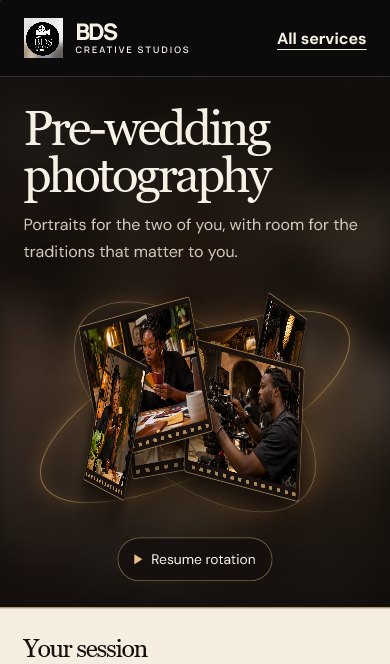 BDS
BDS
CREATIVE STUDIOS
All services
Pre-wedding
photography
Portraits for the two of you, with room for the
traditions that matter to you.
Resume rotation
Your session